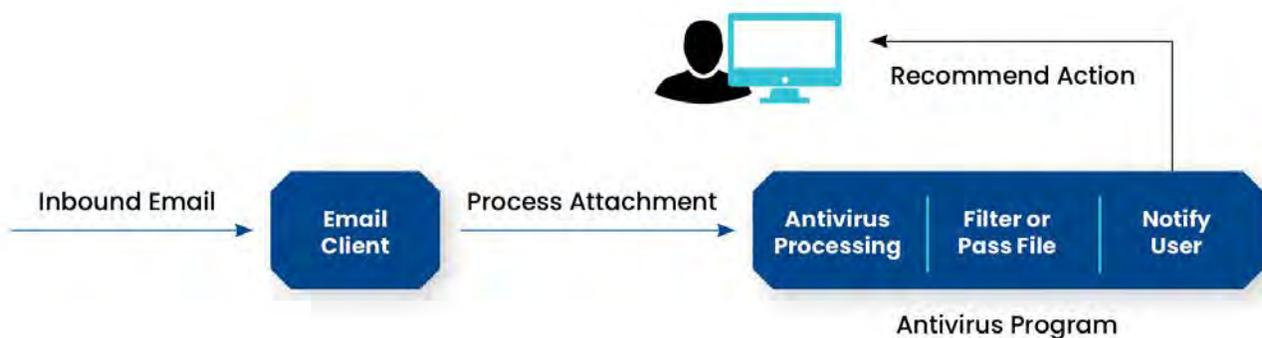 Recommend Action
Inbound Email
Email
Client
Process Attachment
Antivirus
Processing
Filter or
Pass File
Notify
User
Antivirus Program